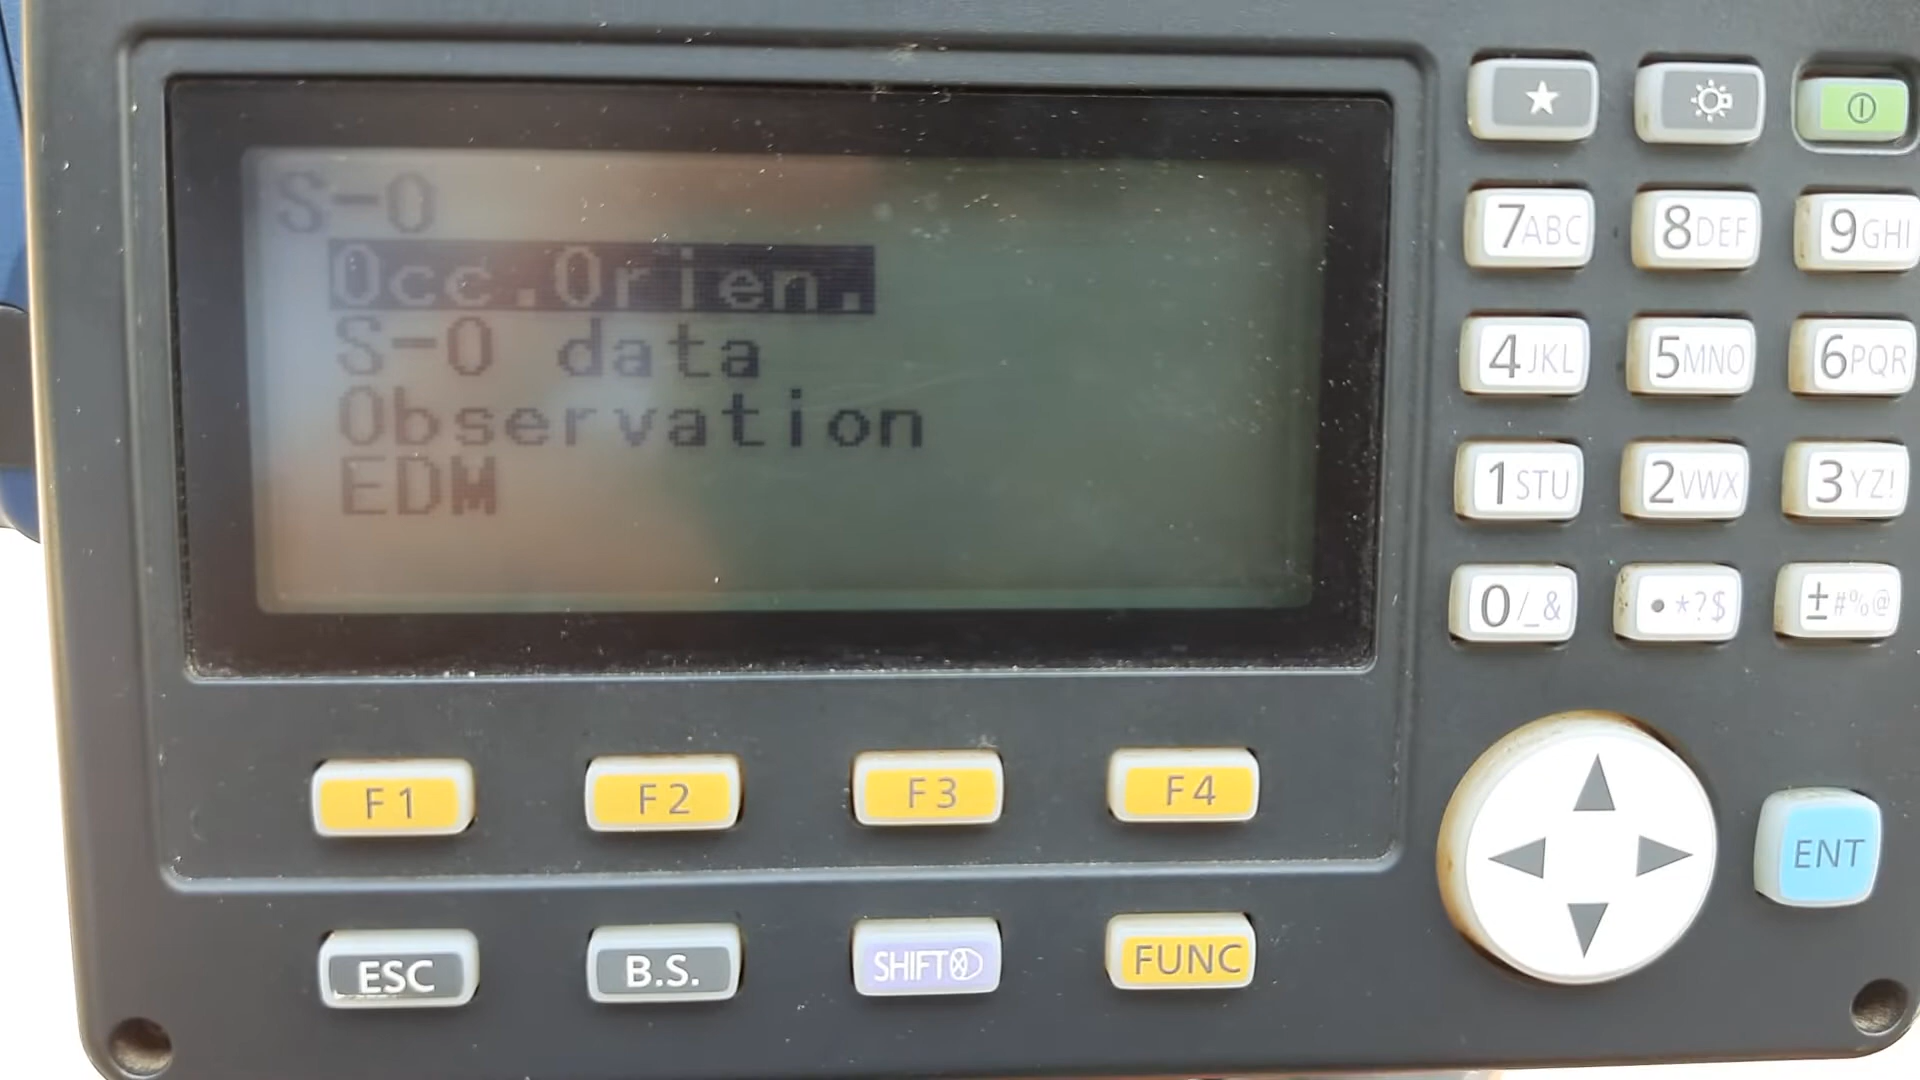 S-O
Occ.Orien.
S-O data
Observation
EDM
7ABC 8DEF 9GHI
4JKL 5MNO 6PQR
1STU 2VWX 3YZ!
0/_& •*?$ ±#%@
F1 F2 F3 F4
ENT
ESC B.S. SHIFT FUNC